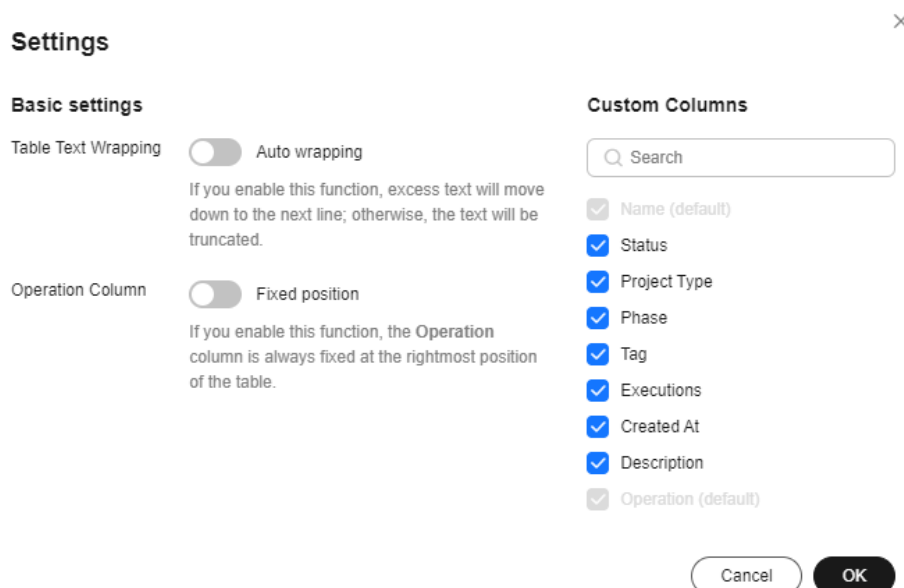 Settings
Basic settings
Table Text Wrapping
Auto wrapping
If you enable this function, excess text will move
down to the next line; otherwise, the text will be
truncated.
Operation Column
Fixed position
If you enable this function, the Operation
column is always fixed at the rightmost position
of the table.
Custom Columns
Search
Name (default)
Status
Project Type
Phase
Tag
Executions
Created At
Description
Operation (default)
Cancel
OK